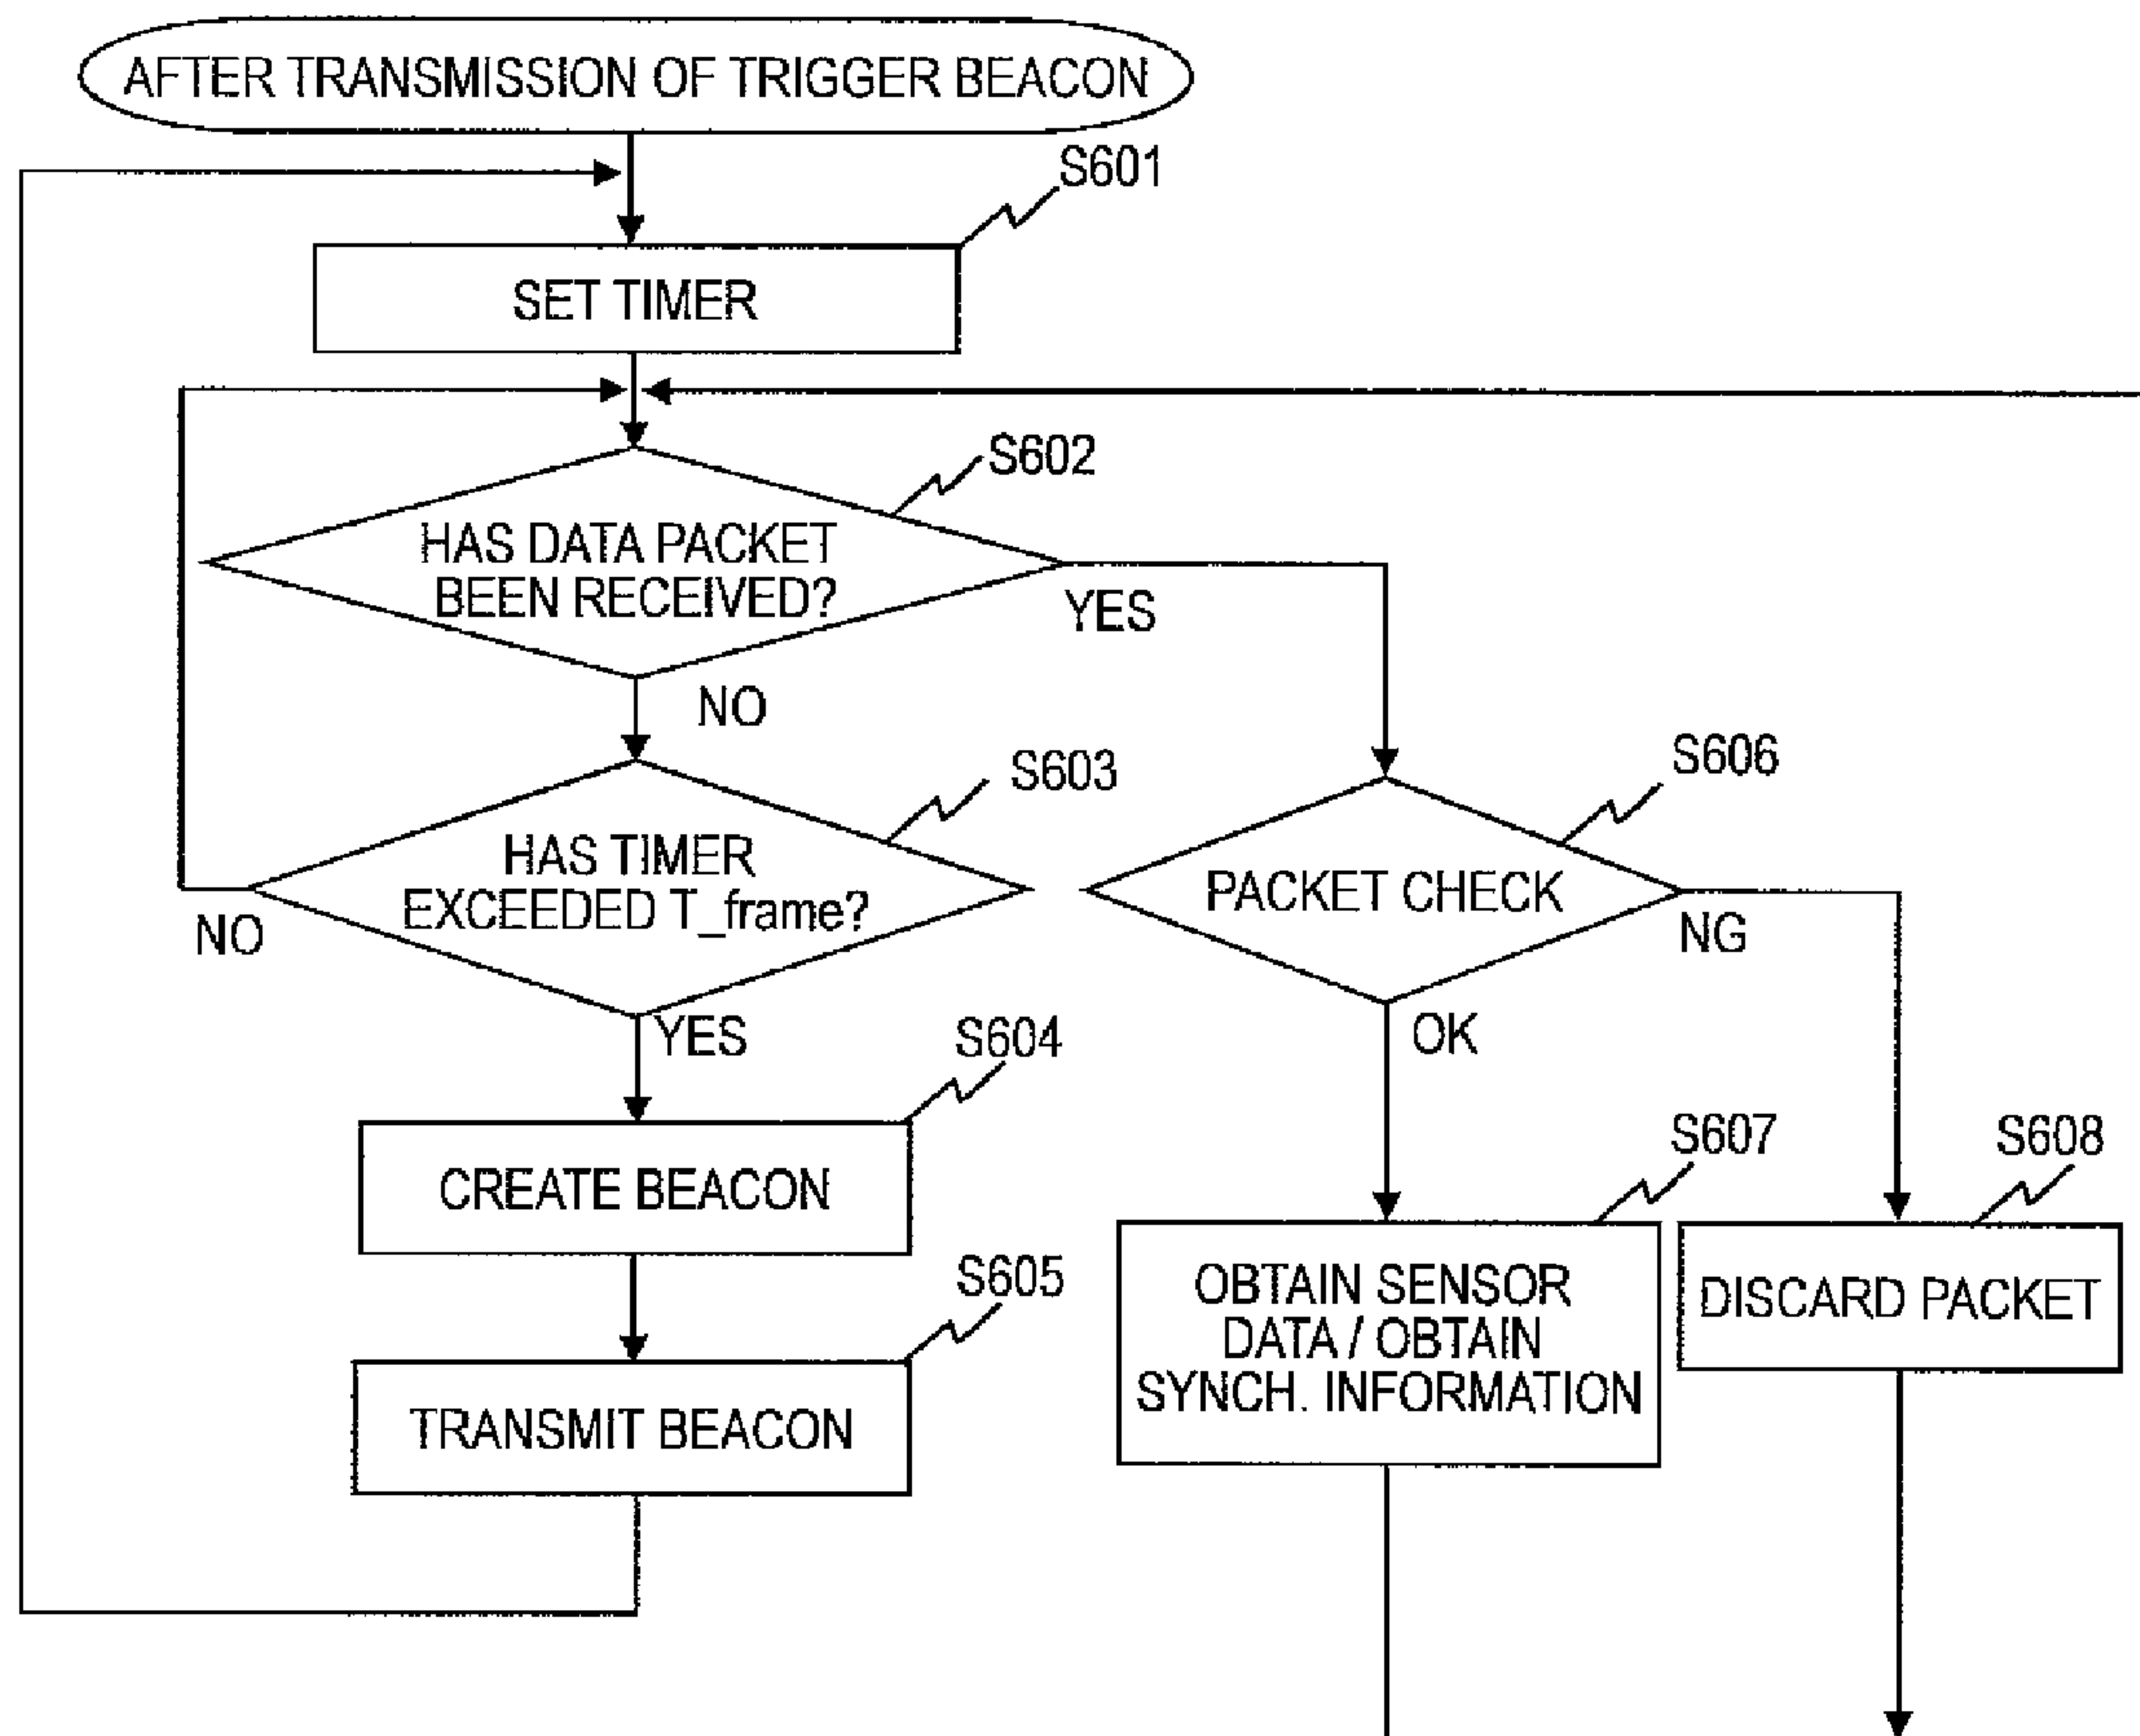 AFTER TRANSMISSION OF TRIGGER BEACON
S601
SET TIMER
S602
HAS DATA PACKET
BEEN RECEIVED?
YES
NO
S603
HAS TIMER
EXCEEDED T_frame?
NO
YES
S606
PACKET CHECK
NG
OK
S604
CREATE BEACON
S605
TRANSMIT BEACON
S607
OBTAIN SENSOR
DATA / OBTAIN
SYNCH. INFORMATION
S608
DISCARD PACKET